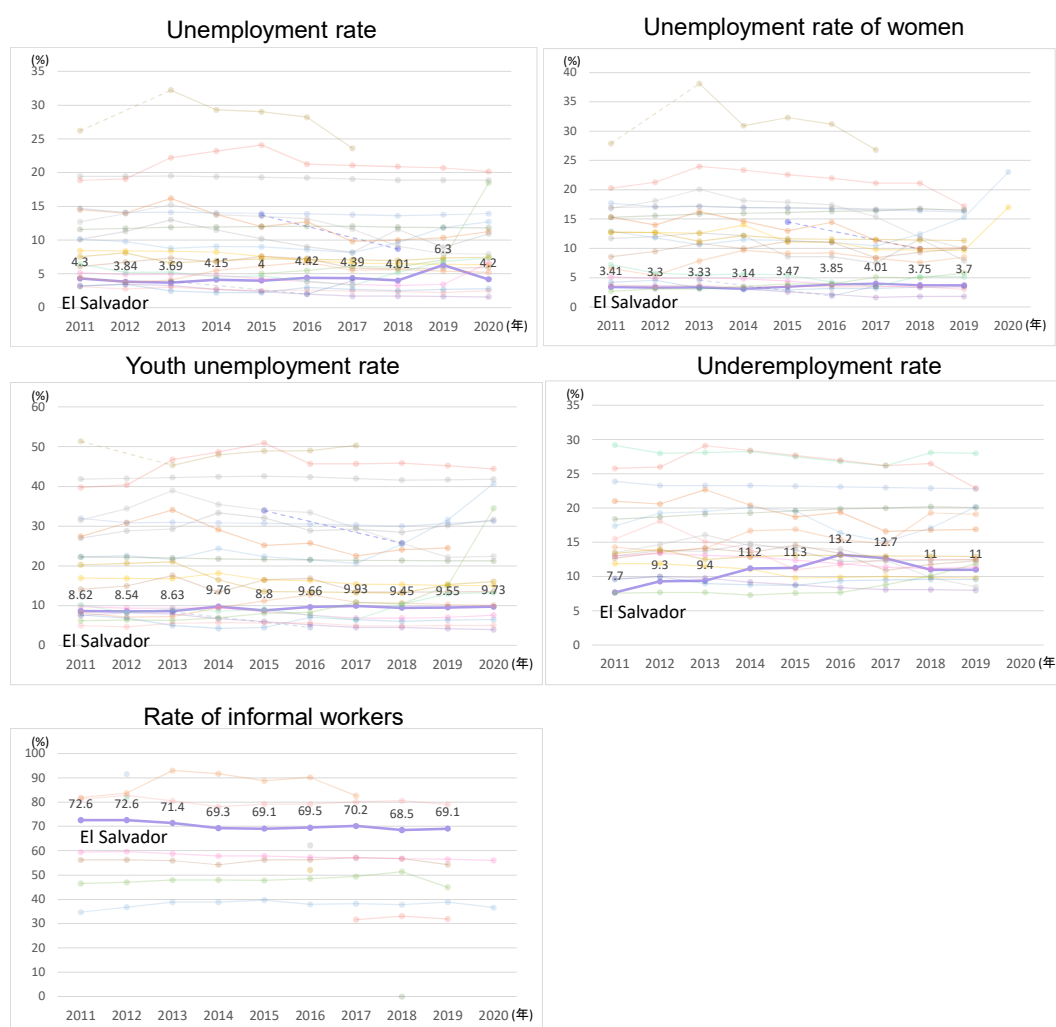 Unemployment rate
(%)
35
30
25
20
15
10
5
0
4.3 3.84 3.69 4.15 4 4.42 4.39 4.01 6.3 4.2
El Salvador
2011 2012 2013 2014 2015 2016 2017 2018 2019 2020 (年)
Unemployment rate of women
(%)
40
35
30
25
20
15
10
5
0
3.41 3.3 3.33 3.14 3.47 3.85 4.01 3.75 3.7
El Salvador
2011 2012 2013 2014 2015 2016 2017 2018 2019 2020 (年)
Youth unemployment rate
(%)
60
50
40
30
20
10
0
8.62 8.54 8.63 9.76 8.8 9.66 9.93 9.45 9.55 9.73
El Salvador
2011 2012 2013 2014 2015 2016 2017 2018 2019 2020 (年)
Underemployment rate
(%)
35
30
25
20
15
10
5
0
7.7 9.3 9.4 11.2 11.3 13.2 12.7 11 11
El Salvador
2011 2012 2013 2014 2015 2016 2017 2018 2019 2020 (年)
Rate of informal workers
(%)
100
90
80
70
60
50
40
30
20
10
0
72.6 72.6 71.4 69.3 69.1 69.5 70.2 68.5 69.1
El Salvador
2011 2012 2013 2014 2015 2016 2017 2018 2019 2020 (年)